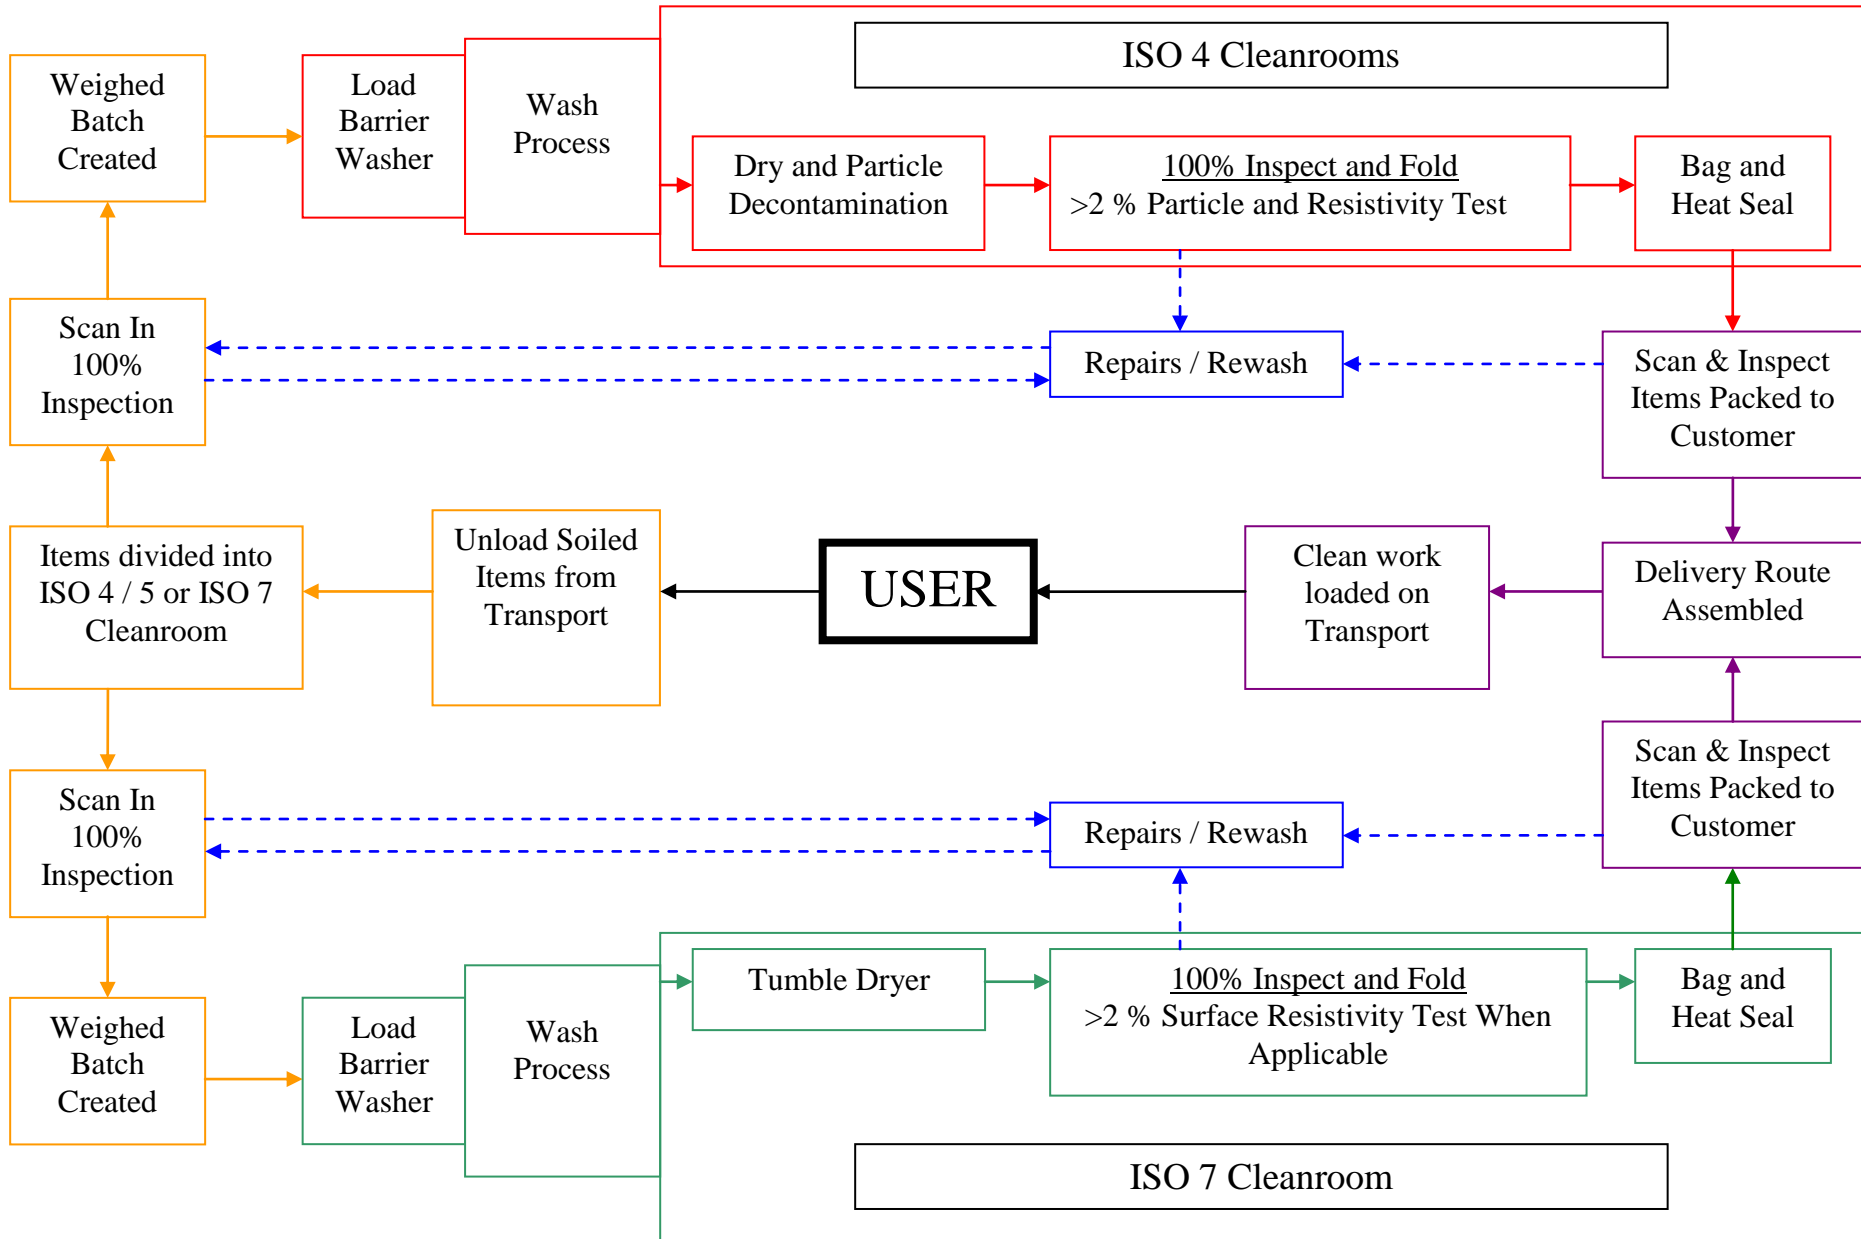 ISO 4 Cleanrooms
Weighed
Batch
Created
Load
Barrier
Washer
Wash
Process
Dry and Particle
Decontamination
100% Inspect and Fold
>2 % Particle and Resistivity Test
Bag and
Heat Seal
Scan In
100%
Inspection
Repairs / Rewash
Scan & Inspect
Items Packed to
Customer
Items divided into
ISO 4 / 5 or ISO 7
Cleanroom
Unload Soiled
Items from
Transport
USER
Clean work
loaded on
Transport
Delivery Route
Assembled
Scan In
100%
Inspection
Repairs / Rewash
Scan & Inspect
Items Packed to
Customer
Weighed
Batch
Created
Load
Barrier
Washer
Wash
Process
Tumble Dryer
100% Inspect and Fold
>2 % Surface Resistivity Test When
Applicable
Bag and
Heat Seal
ISO 7 Cleanroom